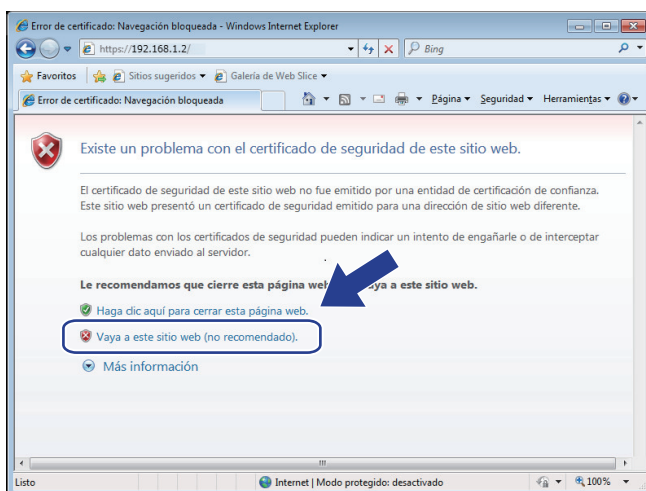 Error de certificado: Navegación bloqueada - Windows Internet Explorer
https://192.168.1.2/
Bing
Favoritos
Sitios sugeridos
Galería de Web Slice
Error de certificado: Navegación bloqueada
Página
Seguridad
Herramientas
Existe un problema con el certificado de seguridad de este sitio web.
El certificado de seguridad de este sitio web no fue emitido por una entidad de certificación de confianza.
Este sitio web presentó un certificado de seguridad emitido para una dirección de sitio web diferente.
Los problemas con los certificados de seguridad pueden indicar un intento de engañarle o de interceptar
cualquier dato enviado al servidor.
Le recomendamos que cierre esta página web aya a este sitio web.
Haga clic aquí para cerrar esta página web.
Vaya a este sitio web (no recomendado).
Más información
Listo
Internet | Modo protegido: desactivado
100%